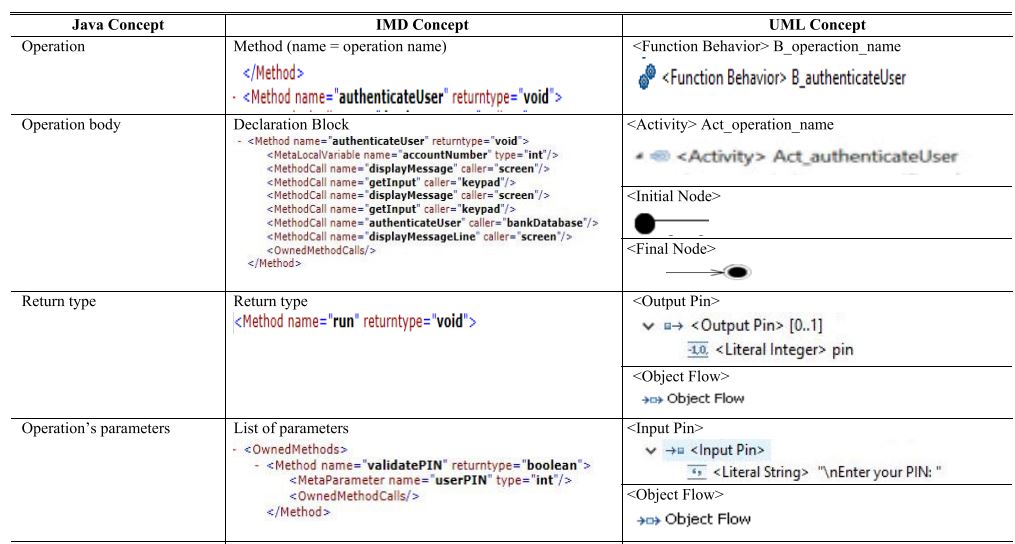 Java Concept IMD Concept UML Concept
Operation
Method (name = operation name)
</Method>
- <Method name="authenticateUser" returntype="void">
<Function Behavior> B_operaction_name
<Function Behavior> B_authenticateUser
Operation body
Declaration Block
- <Method name="authenticateUser" returntype="void">
<MetaLocalVariable name="accountNumber" type="int"/>
<MethodCall name="displayMessage" caller="screen"/>
<MethodCall name="getInput" caller="keypad"/>
<MethodCall name="displayMessage" caller="screen"/>
<MethodCall name="getInput" caller="keypad"/>
<MethodCall name="authenticateUser" caller="bankDatabase"/>
<MethodCall name="displayMessageLine" caller="screen"/>
<OwnedMethodCalls/>
</Method>
<Activity> Act_operation_name
<Activity> Act_authenticateUser
<Initial Node>
<Final Node>
Return type
Return type
<Method name="run" returntype="void">
<Output Pin>
<Output Pin> [0..1]
-1,0, <Literal Integer> pin
<Object Flow>
Object Flow
Operation's parameters
List of parameters
- <OwnedMethods>
- <Method name="validatePIN" returntype="boolean">
<MetaParameter name="userPIN" type="int"/>
<OwnedMethodCalls/>
</Method>
<Input Pin>
<Input Pin>
<Literal String> "\nEnter your PIN: "
<Object Flow>
Object Flow